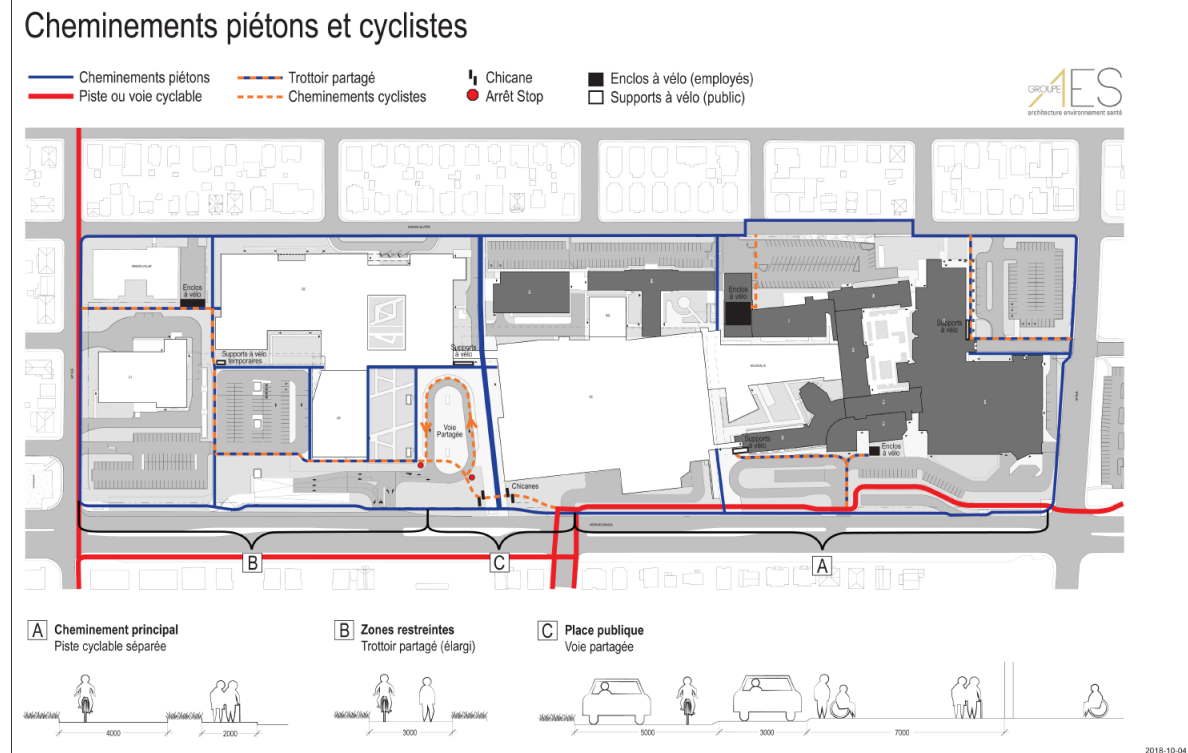 Cheminements piétons et cyclistes
Cheminements piétons
Trottoir partagé
Chicane
Enclos à vélo (employés)
Piste ou voie cyclable
Cheminements cyclistes
Arrêt Stop
Supports à vélo (public)
GROUPE AES
architecture environnement santé
Enclos
à vélo
Enclos
à vélo
Supports
à vélo
Supports à vélo
temporaires
Supports
à vélo
Voie
Partagée
Supports
à vélo
Enclos
à vélo
Chicanes
B
C
A
A Cheminement principal
Piste cyclable séparée
B Zones restreintes
Trottoir partagé (élargi)
C Place publique
Voie partagée
4000
2000
3000
5000
3000
7000
2018-10-04